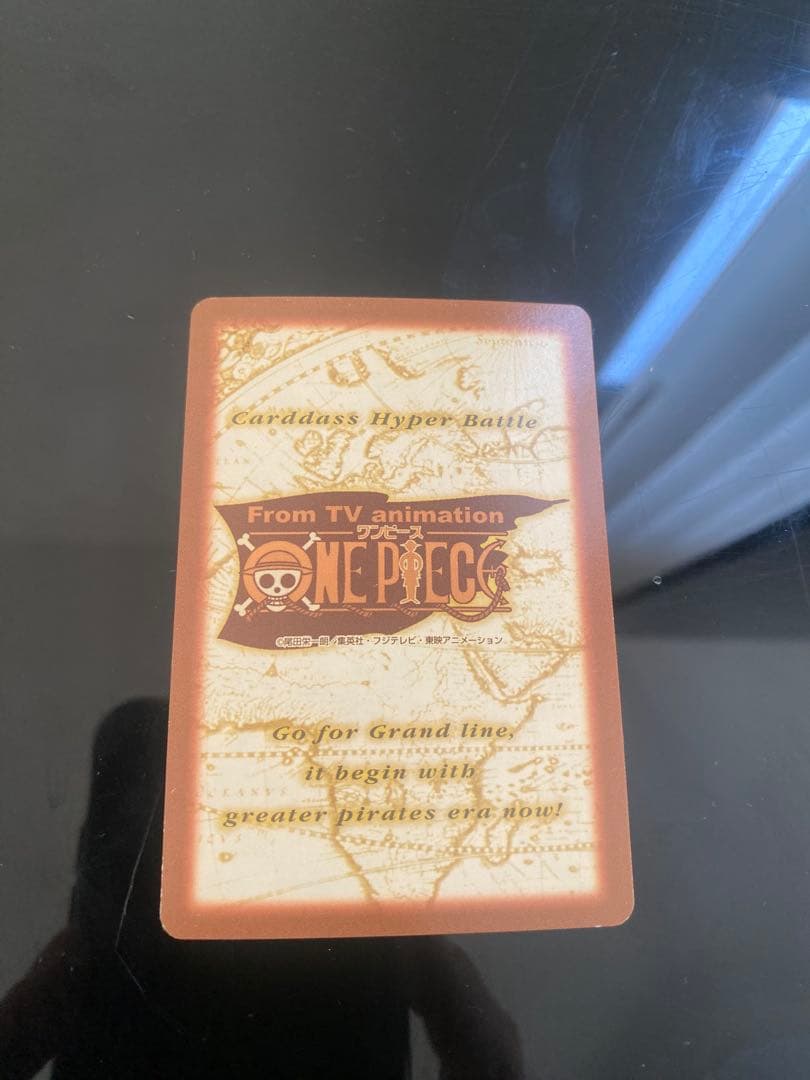 Carddass Hyper Battle
From TV animation
ワンピース
ONE PIECE
©尾田栄一郎/集英社・フジテレビ・東映アニメーション
Go for Grand line,
it begin with
greater pirates era now!